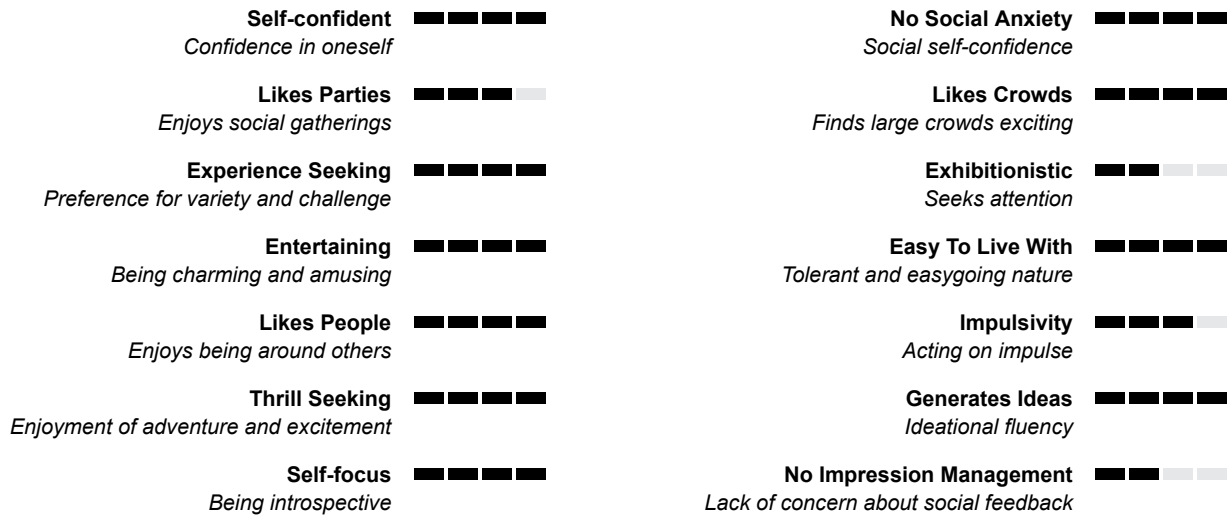 Self-confident
Confidence in oneself
No Social Anxiety
Social self-confidence
Likes Parties
Enjoys social gatherings
Likes Crowds
Finds large crowds exciting
Experience Seeking
Preference for variety and challenge
Exhibitionistic
Seeks attention
Entertaining
Being charming and amusing
Easy To Live With
Tolerant and easygoing nature
Likes People
Enjoys being around others
Impulsivity
Acting on impulse
Thrill Seeking
Enjoyment of adventure and excitement
Generates Ideas
Ideational fluency
Self-focus
Being introspective
No Impression Management
Lack of concern about social feedback